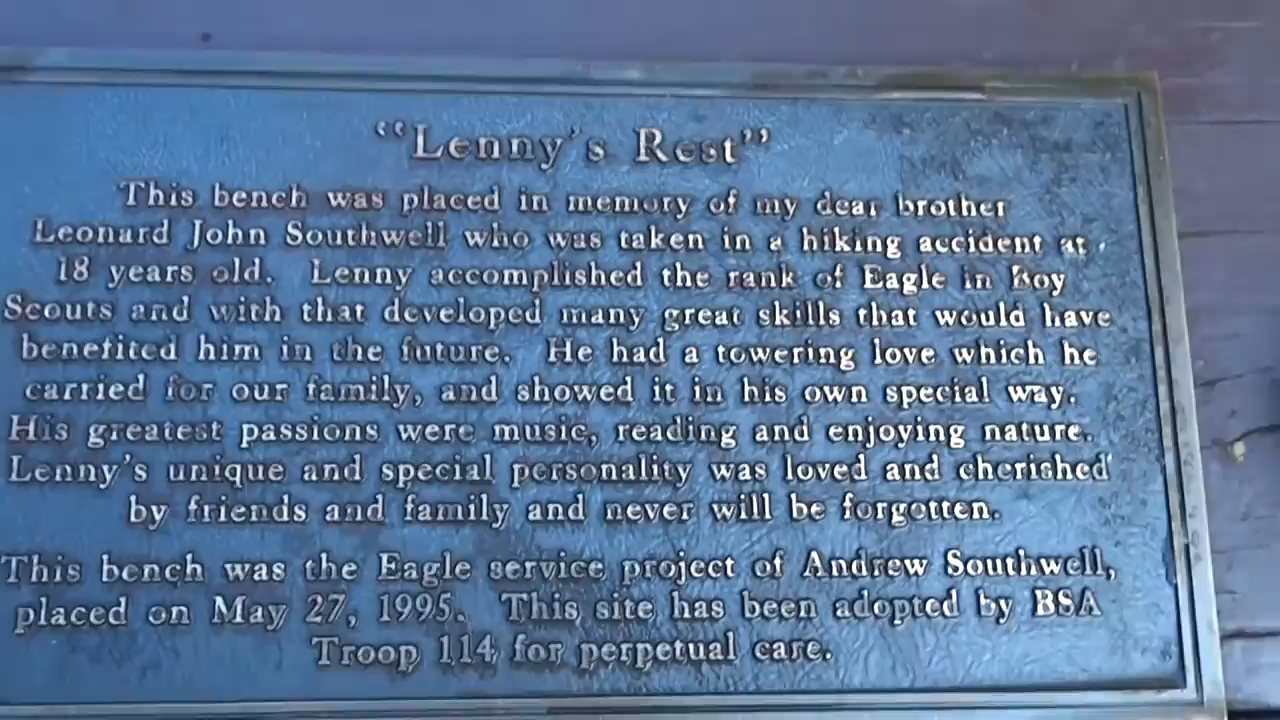 “Lenny’s Rest”
This bench was placed in memory of my dear brother
Leonard John Southwell who was taken in a hiking accident at
18 years old. Lenny accomplished the rank of Eagle in Boy
Scouts and with that developed many great skills that would have
benefited him in the future. He had a towering love which he
carried for our family, and showed it in his own special way.
His greatest passions were music, reading and enjoying nature.
Lenny’s unique and special personality was loved and cherished
by friends and family and never will be forgotten.
This bench was the Eagle service project of Andrew Southwell,
placed on May 27, 1995. This site has been adopted by BSA
Troop 114 for perpetual care.